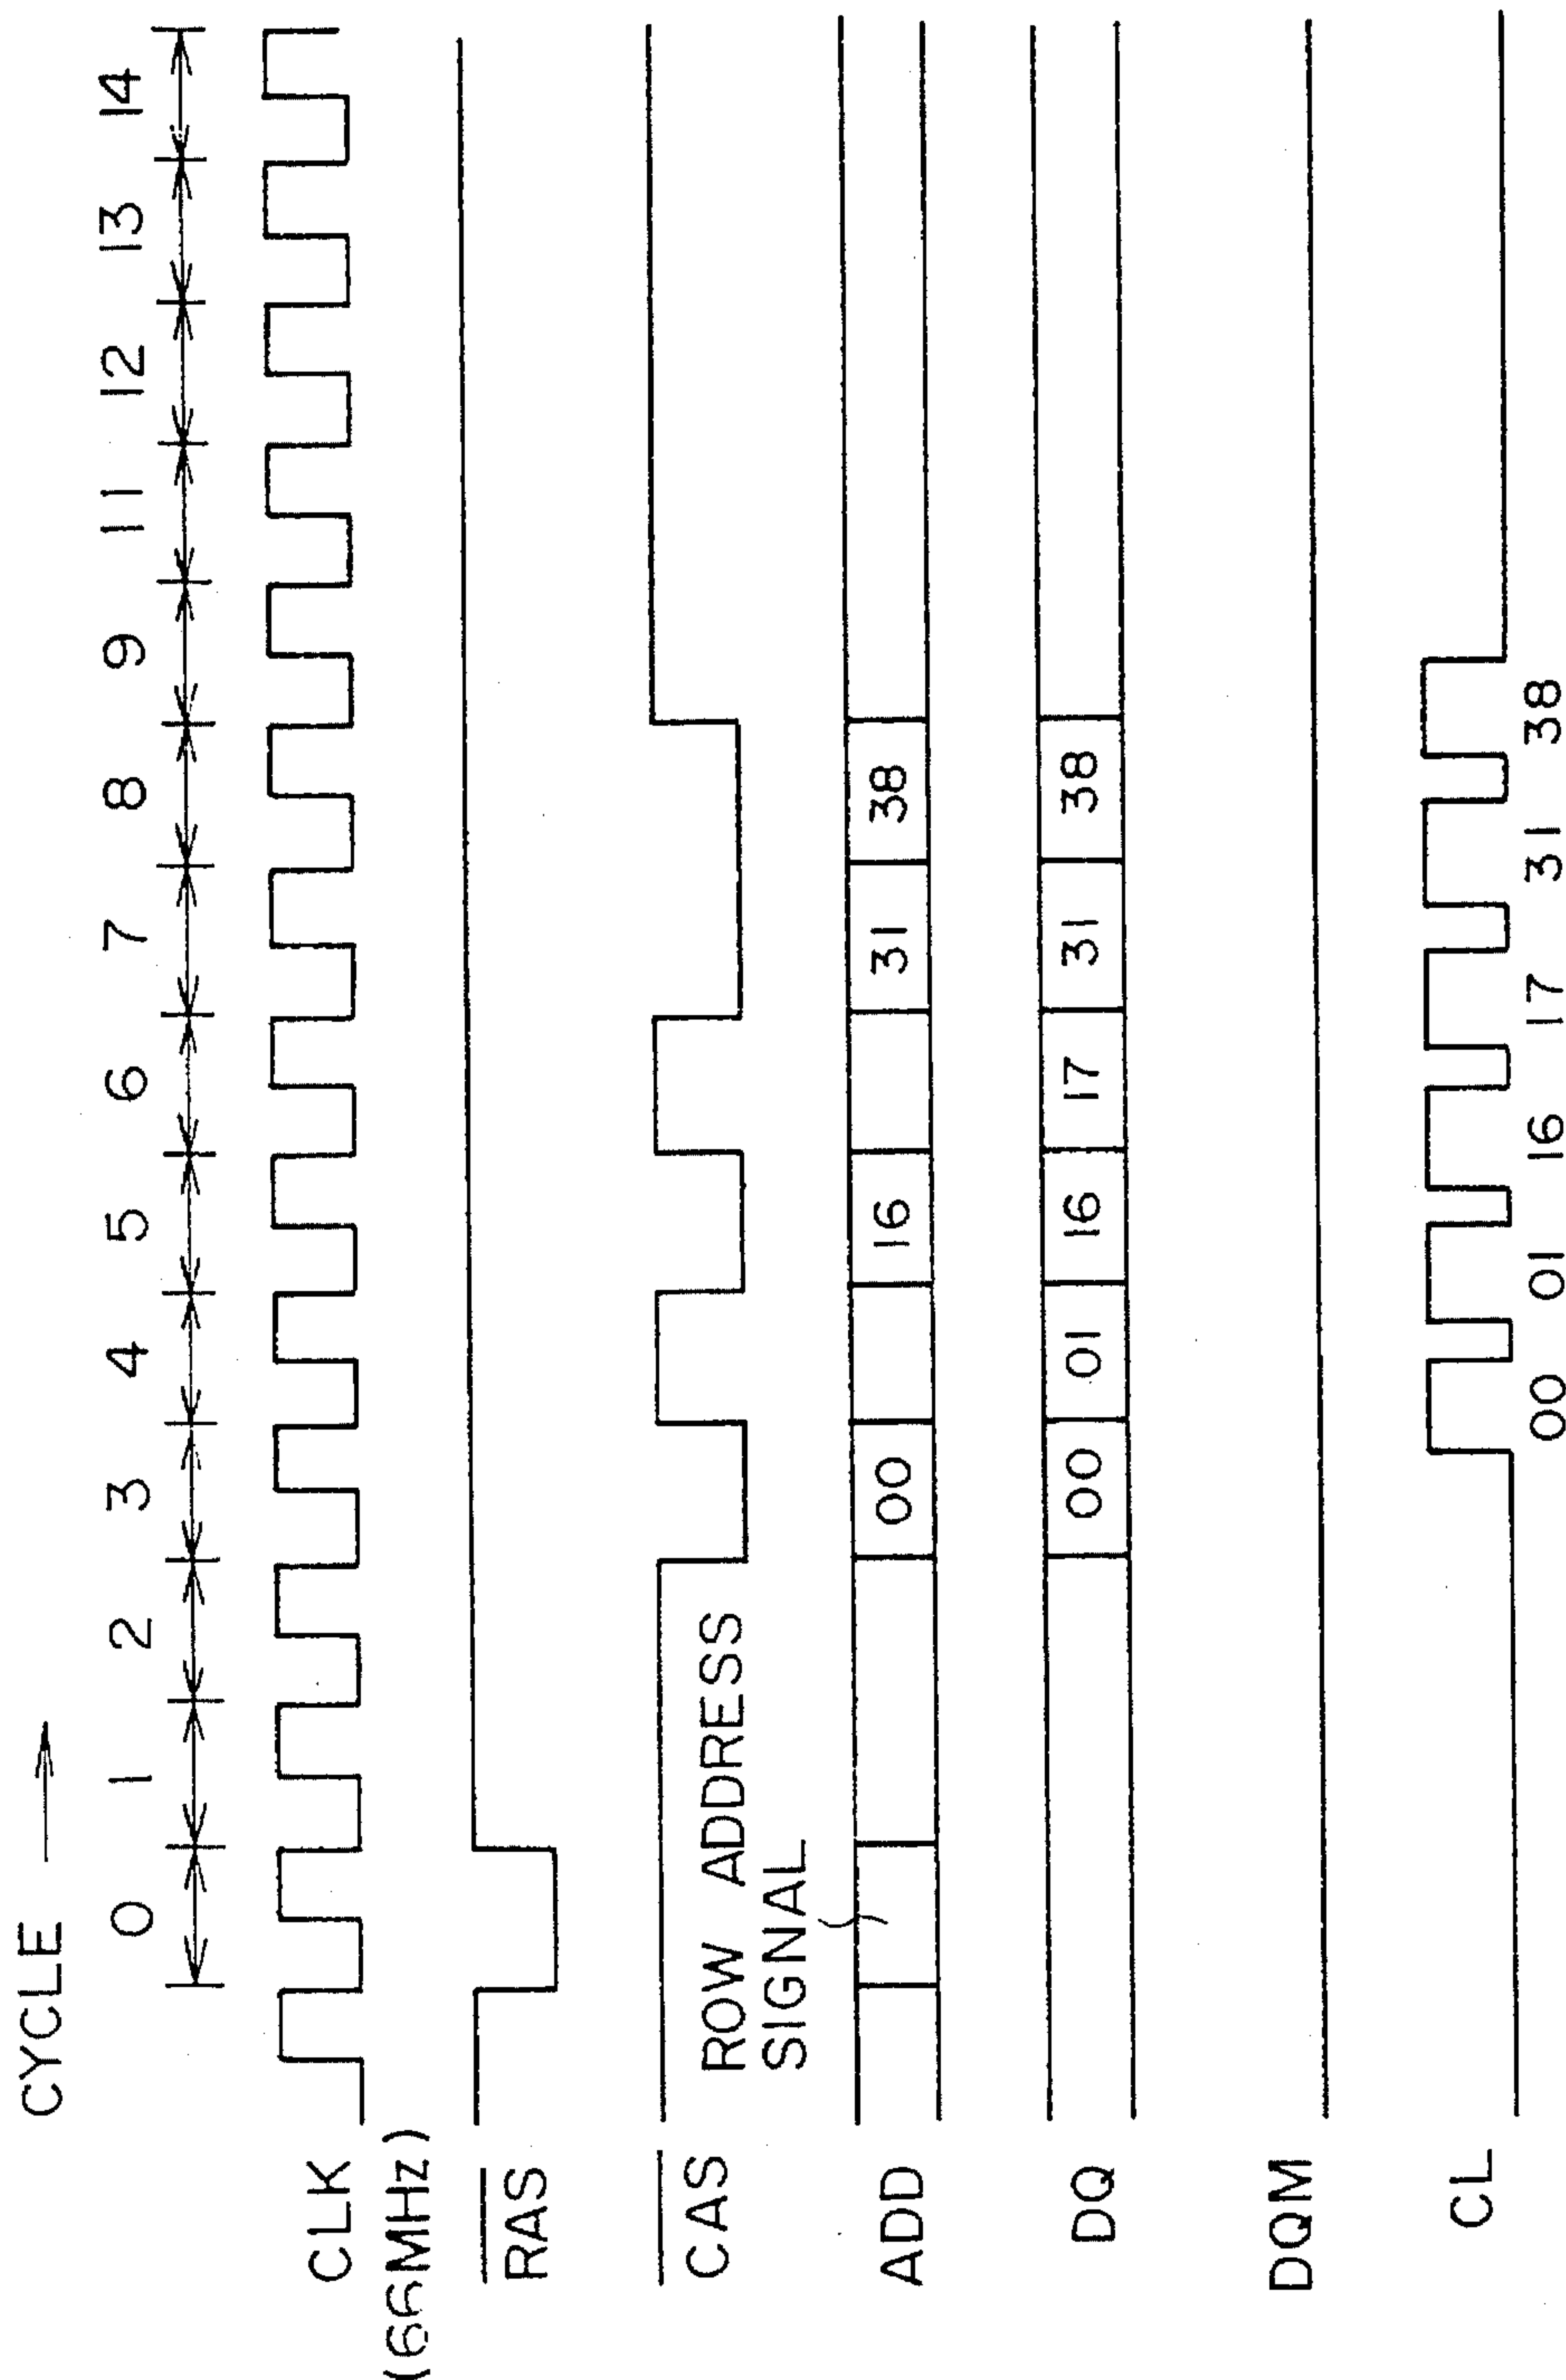 CYCLE →
0 1 2 3 4 5 6 7 8 9 11 12 13 14
CLK
(66MHz)
RAS
CAS
ROW ADDRESS
SIGNAL
ADD 00 16 31 38
DQ 00 01 16 17 31 38
DQM
CL
00 01 16 17 31 38